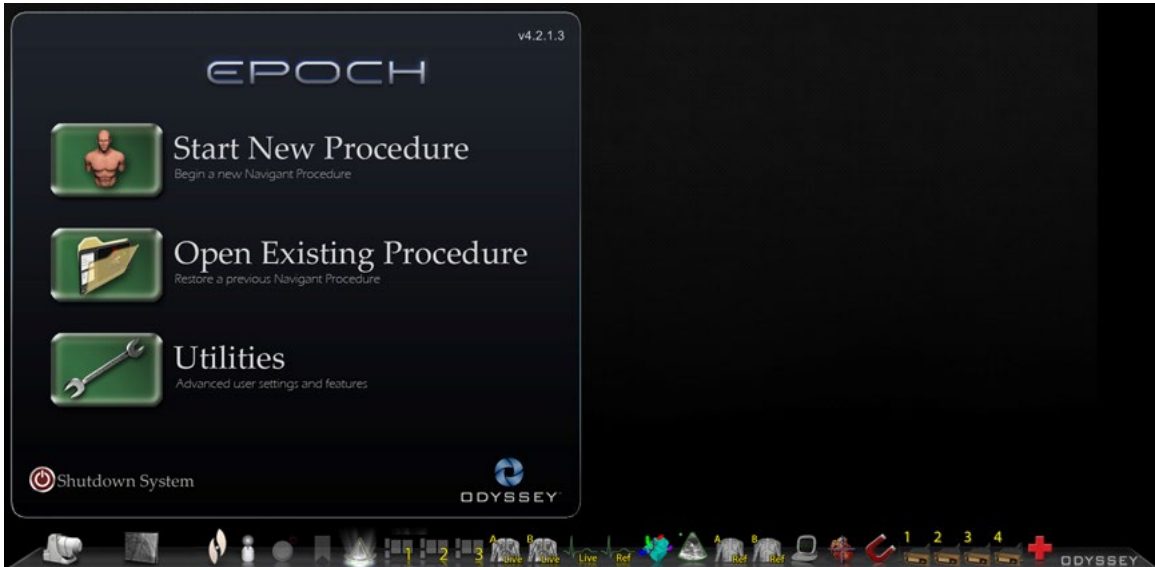 v4.2.1.3
EPOCH
Start New Procedure
Begin a new Navigant Procedure
Open Existing Procedure
Restore a previous Navigant Procedure
Utilities
Advanced user settings and features
Shutdown System
ODYSSEY
1 2 3 A Live B Live Live Ref A Ref B Ref 1 2 3 4 ODYSSEY